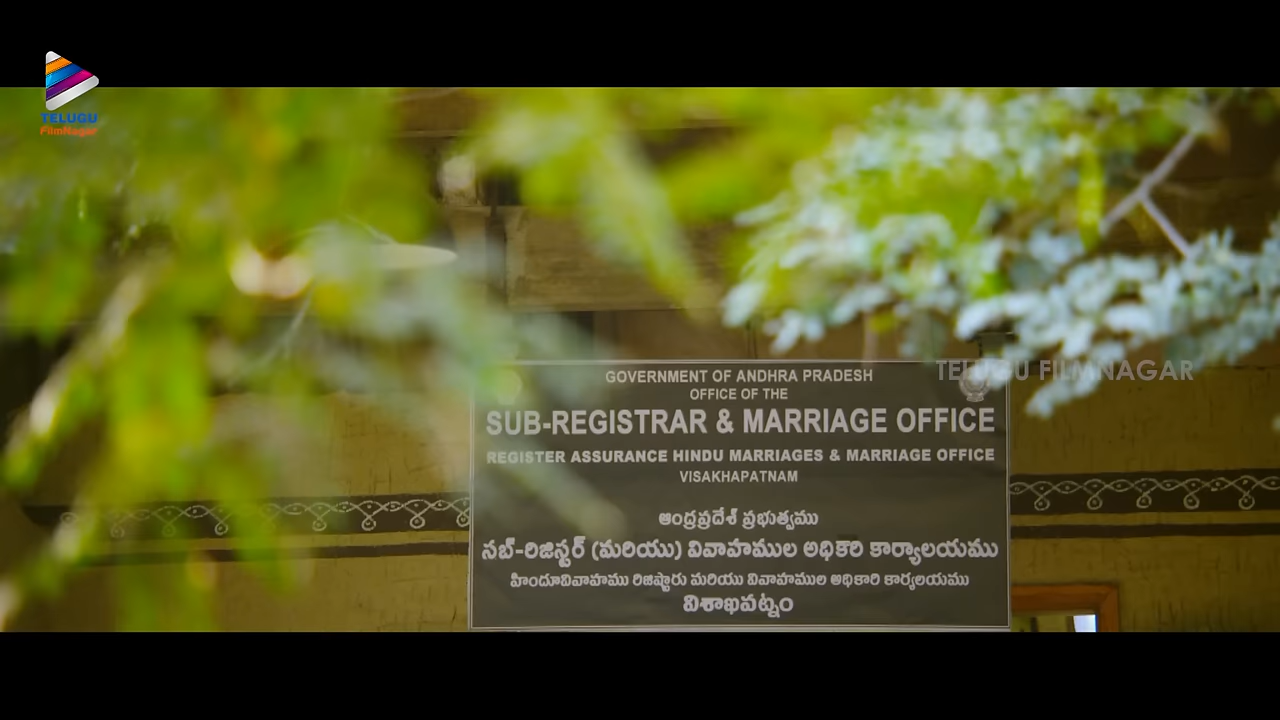 TELUGU
FilmNagar
TELUGU FILMNAGAR
GOVERNMENT OF ANDHRA PRADESH
OFFICE OF THE
SUB-REGISTRAR & MARRIAGE OFFICE
REGISTER ASSURANCE HINDU MARRIAGES & MARRIAGE OFFICE
VISAKHAPATNAM
ఆంధ్రప్రదేశ్ ప్రభుత్వము
సబ్-రిజిస్టర్ (మరియు) వివాహముల అధికారి కార్యాలయము
హిందూవివాహము రిజిష్టారు మరియు వివాహముల అధికారి కార్యలయము
విశాఖపట్నం